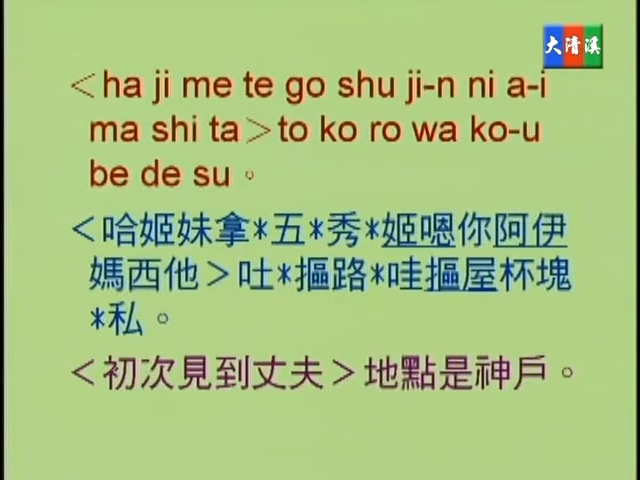 大清溪
<ha ji me te go shu ji-n ni a-i
ma shi ta>to ko ro wa ko-u
be de su。
<哈姬妹拿*五*秀*姬嗯你阿伊
媽西他>吐*摳路*哇摳屋杯塊
*私。
<初次見到丈夫>地點是神戶。